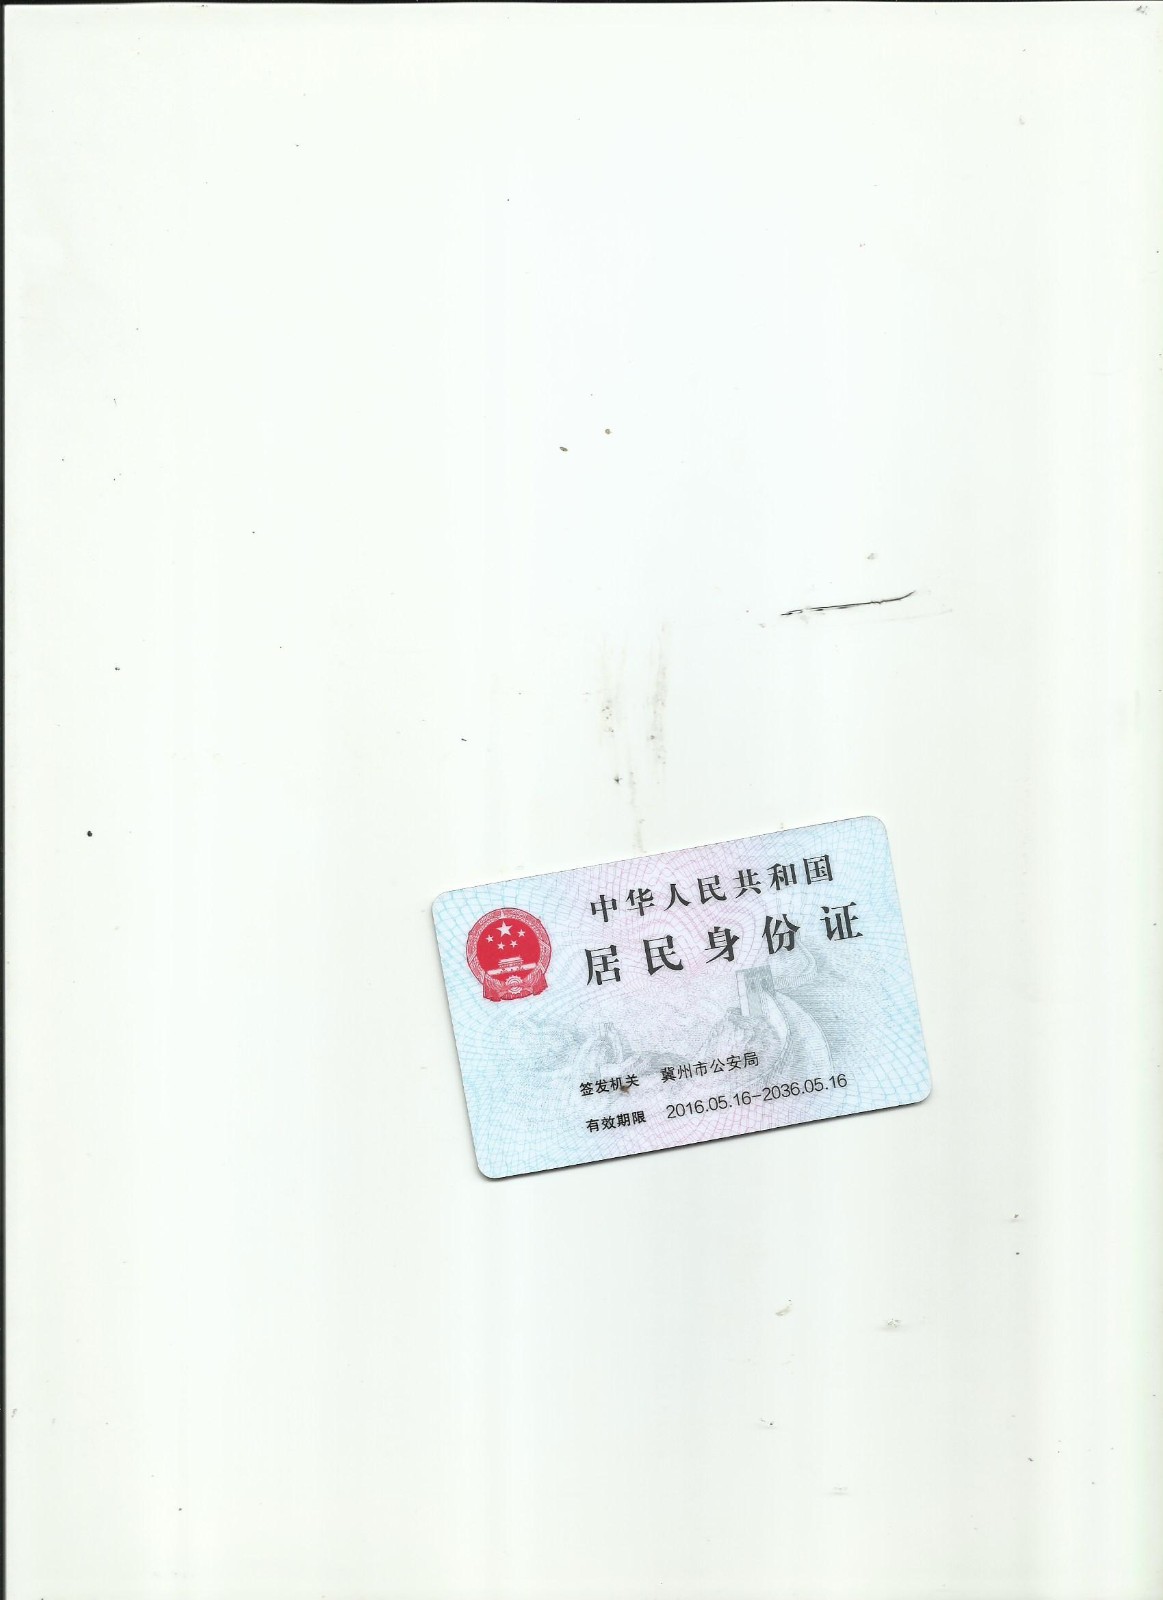 中华人民共和国
居民身份证
签发机关 冀州市公安局
有效期限 2016.05.16-2036.05.16